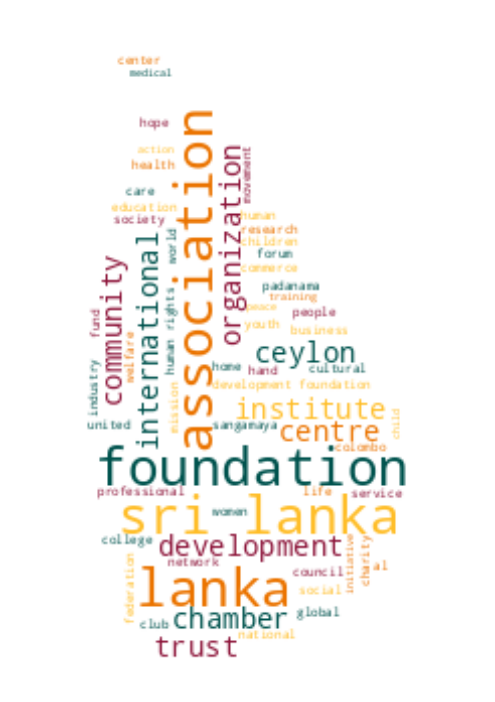 center
medical
association
hope
organization
movement
action
health
care
education
society
human
research
children
international
world
forum
community
commerce
padanama
training
human rights
peace
fund
people
youth
business
welfare
ceylon
industry
home
hand
cultural
mission
development foundation
institute
child
united
sangamaya
centre
colombo
foundation
professional
life
service
sri lanka
women
college
development
initiative
charity
network
federation
al
council
lanka
social
chamber
global
club
national
trust